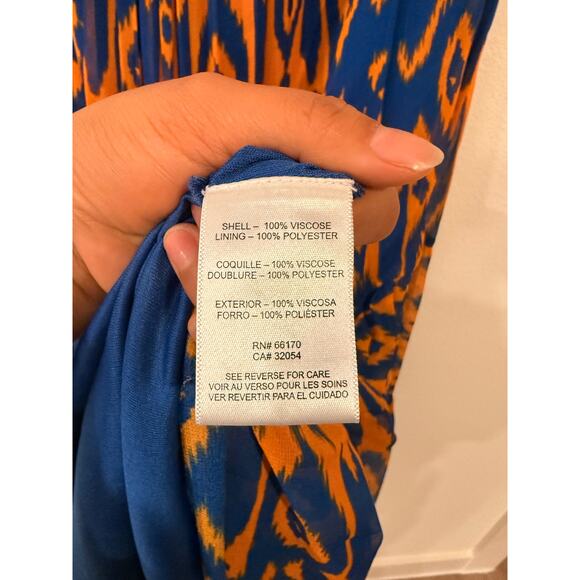 SHELL – 100% VISCOSE
LINING – 100% POLYESTER
COQUILLE – 100% VISCOSE
DOUBLURE – 100% POLYESTER
EXTERIOR – 100% VISCOSA
FORRO – 100% POLIÉSTER
RN# 66170
CA# 32054
SEE REVERSE FOR CARE
VOIR AU VERSO POUR LES SOINS
VER REVERTIR PARA EL CUIDADO